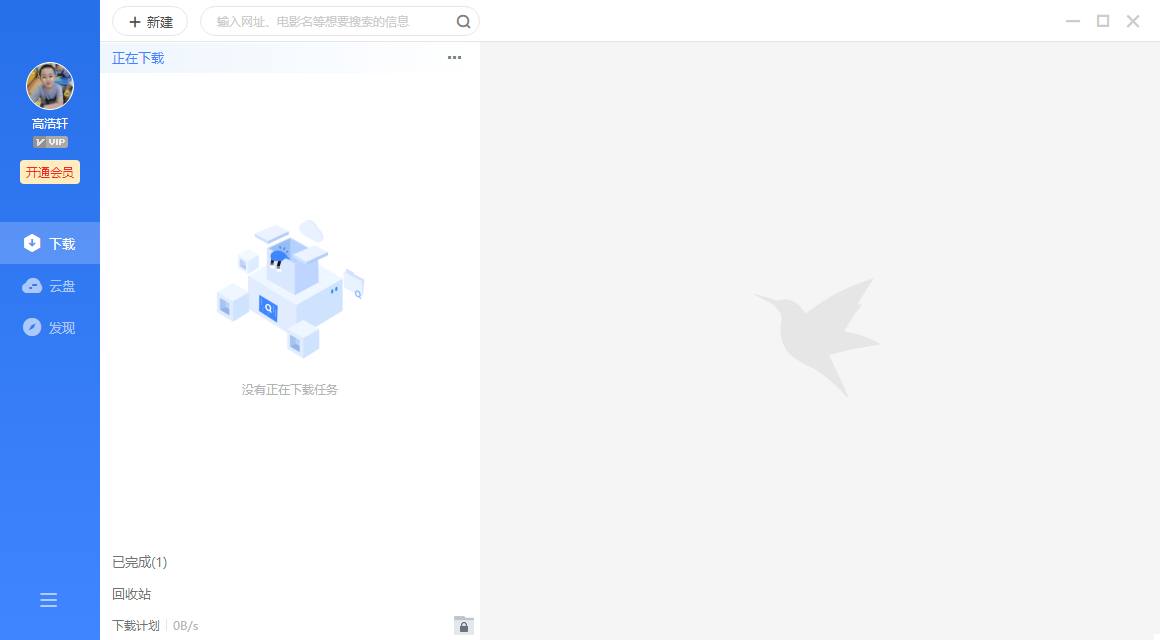 新建
输入网址、电影名等想要搜索的信息
正在下载
高浩轩
VIP
开通会员
下载
云盘
发现
没有正在下载任务
已完成(1)
回收站
下载计划 0B/s